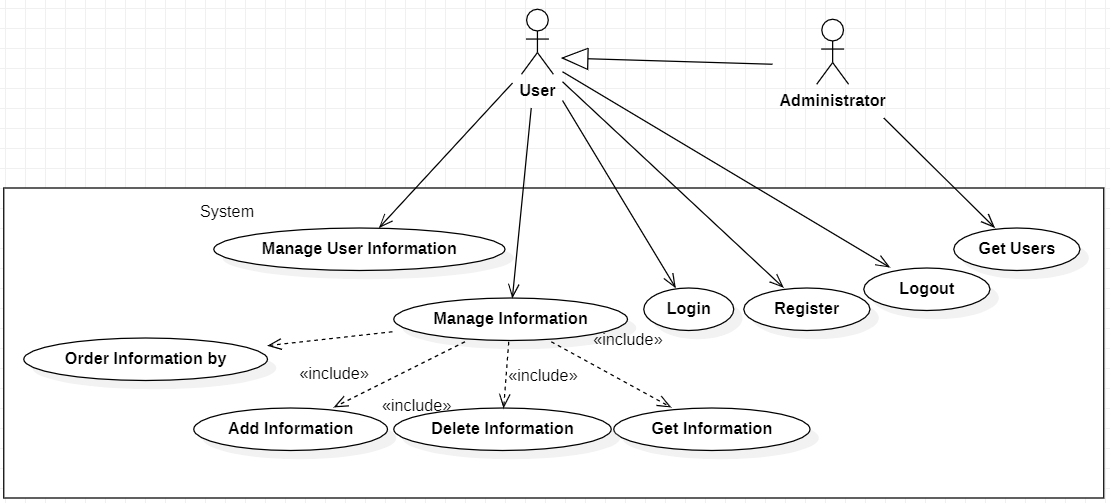 User
Administrator
System
Manage User Information
Get Users
Logout
Login
Register
Manage Information
«include»
Order Information by
«include»
«include»
«include»
Add Information
Delete Information
Get Information